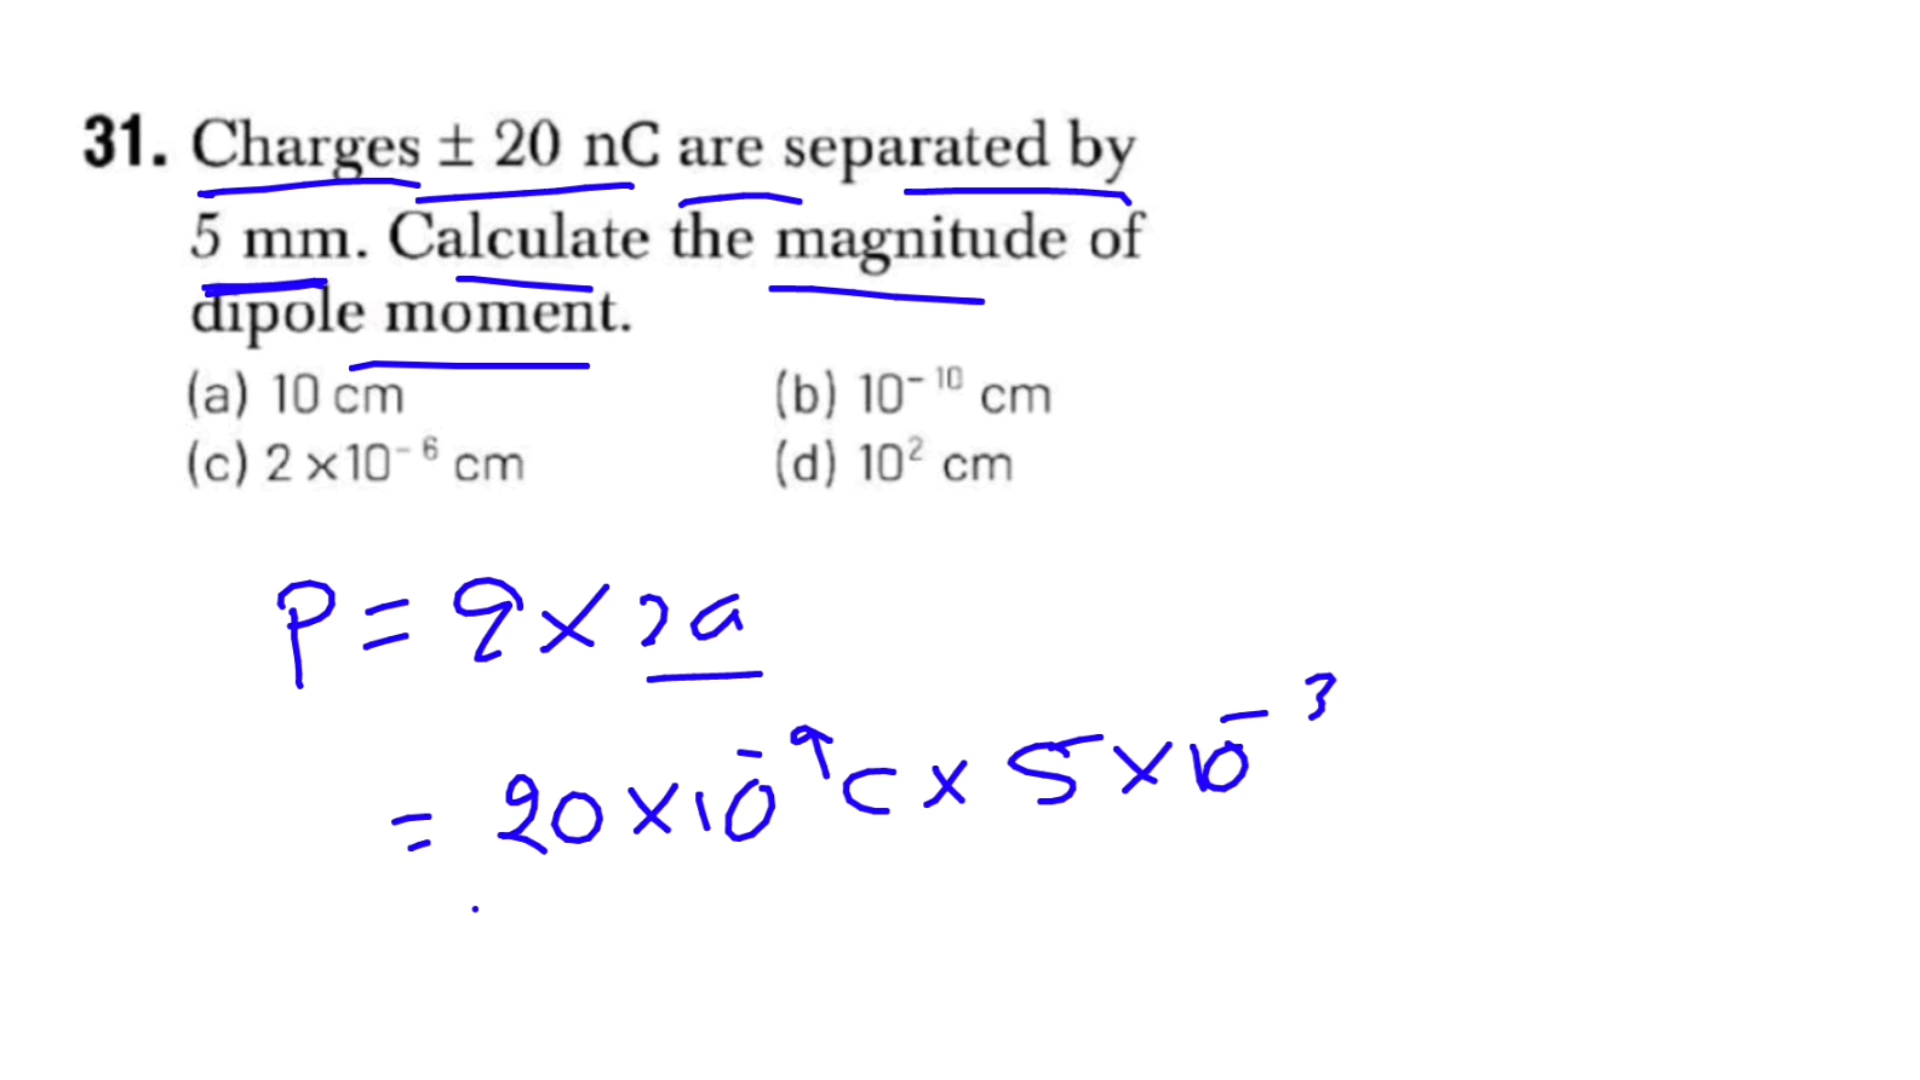 31. Charges ± 20 nC are separated by
5 mm. Calculate the magnitude of
dipole moment.
(a) 10 cm (b) 10⁻¹⁰ cm
(c) 2 ×10⁻⁶ cm (d) 10² cm
P = q × 2a
= 20 × 10⁻⁹ C × 5 × 10⁻³